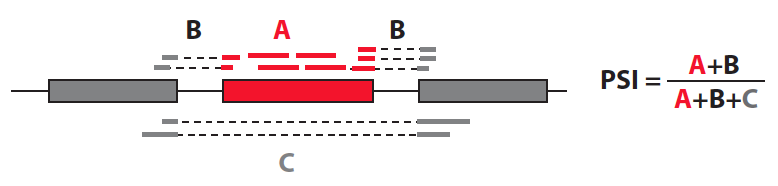 B A B
PSI = A+B
A+B+C
C